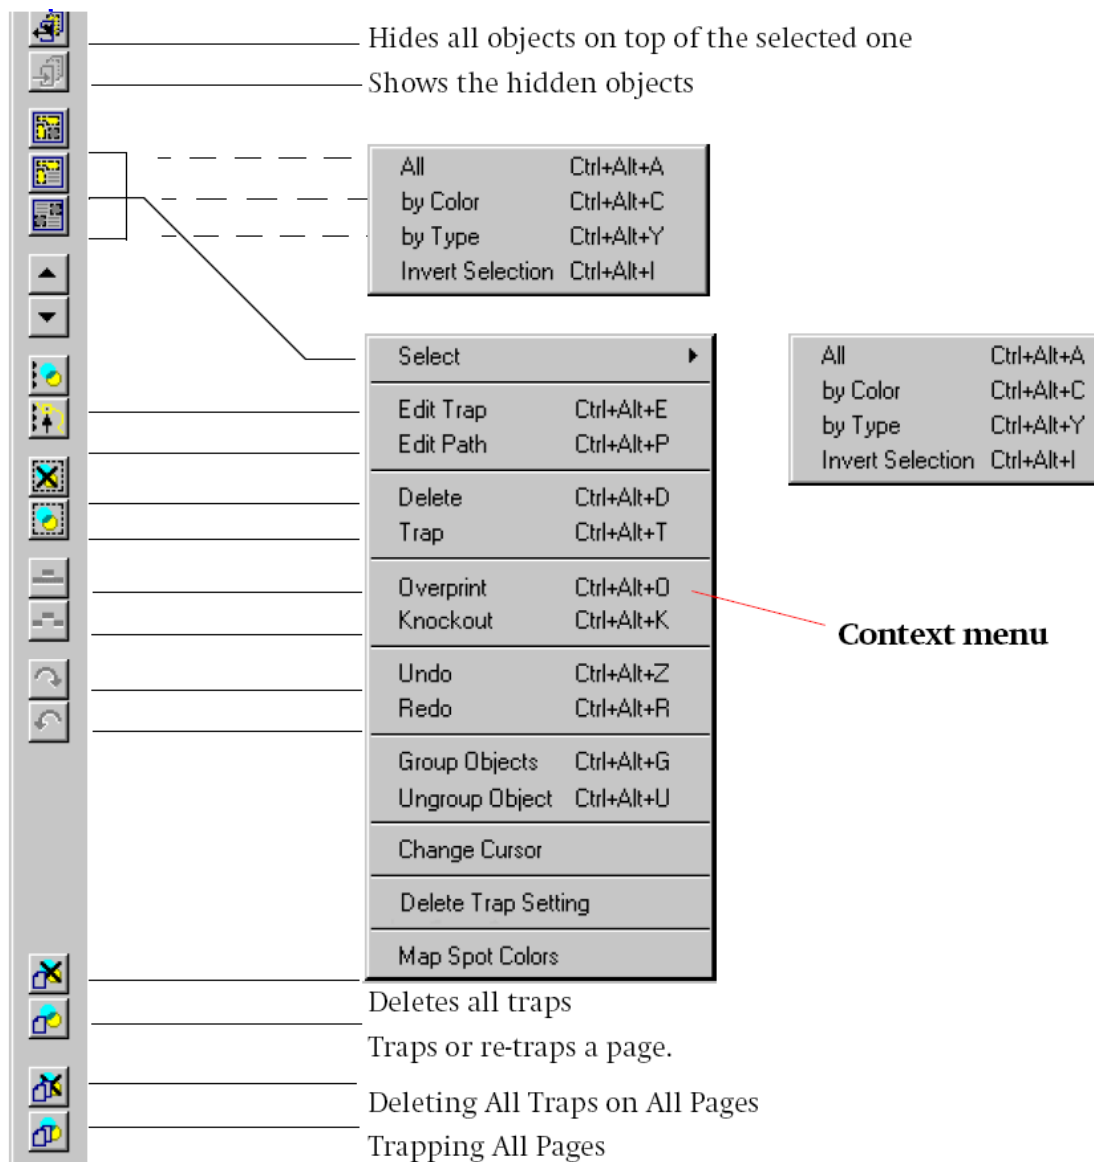 Hides all objects on top of the selected one
Shows the hidden objects
All Ctrl+Alt+A
by Color Ctrl+Alt+C
by Type Ctrl+Alt+Y
Invert Selection Ctrl+Alt+I
Select
All Ctrl+Alt+A
by Color Ctrl+Alt+C
by Type Ctrl+Alt+Y
Invert Selection Ctrl+Alt+I
Edit Trap Ctrl+Alt+E
Edit Path Ctrl+Alt+P
Delete Ctrl+Alt+D
Trap Ctrl+Alt+T
Overprint Ctrl+Alt+O
Knockout Ctrl+Alt+K
Context menu
Undo Ctrl+Alt+Z
Redo Ctrl+Alt+R
Group Objects Ctrl+Alt+G
Ungroup Object Ctrl+Alt+U
Change Cursor
Delete Trap Setting
Map Spot Colors
Deletes all traps
Traps or re-traps a page.
Deleting All Traps on All Pages
Trapping All Pages